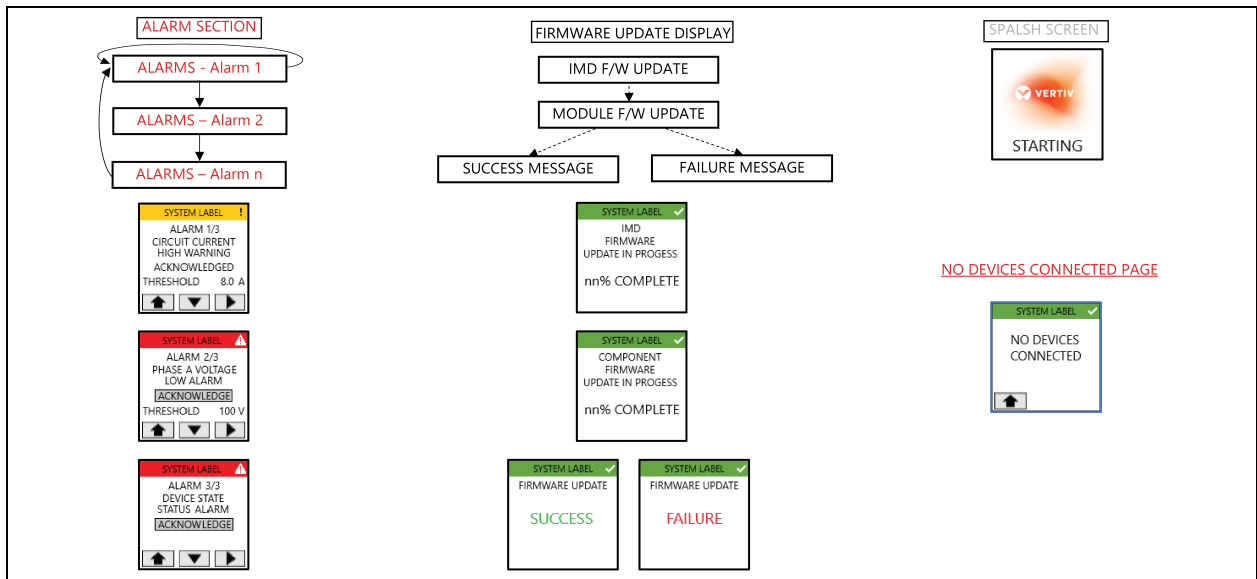 ALARM SECTION
ALARMS - Alarm 1
ALARMS – Alarm 2
ALARMS – Alarm n
SYSTEM LABEL !
ALARM 1/3
CIRCUIT CURRENT
HIGH WARNING
ACKNOWLEDGED
THRESHOLD 8.0 A
SYSTEM LABEL
ALARM 2/3
PHASE A VOLTAGE
LOW ALARM
ACKNOWLEDGE
THRESHOLD 100 V
SYSTEM LABEL
ALARM 3/3
DEVICE STATE
STATUS ALARM
ACKNOWLEDGE
FIRMWARE UPDATE DISPLAY
IMD F/W UPDATE
MODULE F/W UPDATE
SUCCESS MESSAGE
FAILURE MESSAGE
SYSTEM LABEL
IMD
FIRMWARE
UPDATE IN PROGESS
nn% COMPLETE
SYSTEM LABEL
COMPONENT
FIRMWARE
UPDATE IN PROGESS
nn% COMPLETE
SYSTEM LABEL
FIRMWARE UPDATE
SUCCESS
SYSTEM LABEL
FIRMWARE UPDATE
FAILURE
SPALSH SCREEN
VERTIV
STARTING
NO DEVICES CONNECTED PAGE
SYSTEM LABEL
NO DEVICES
CONNECTED